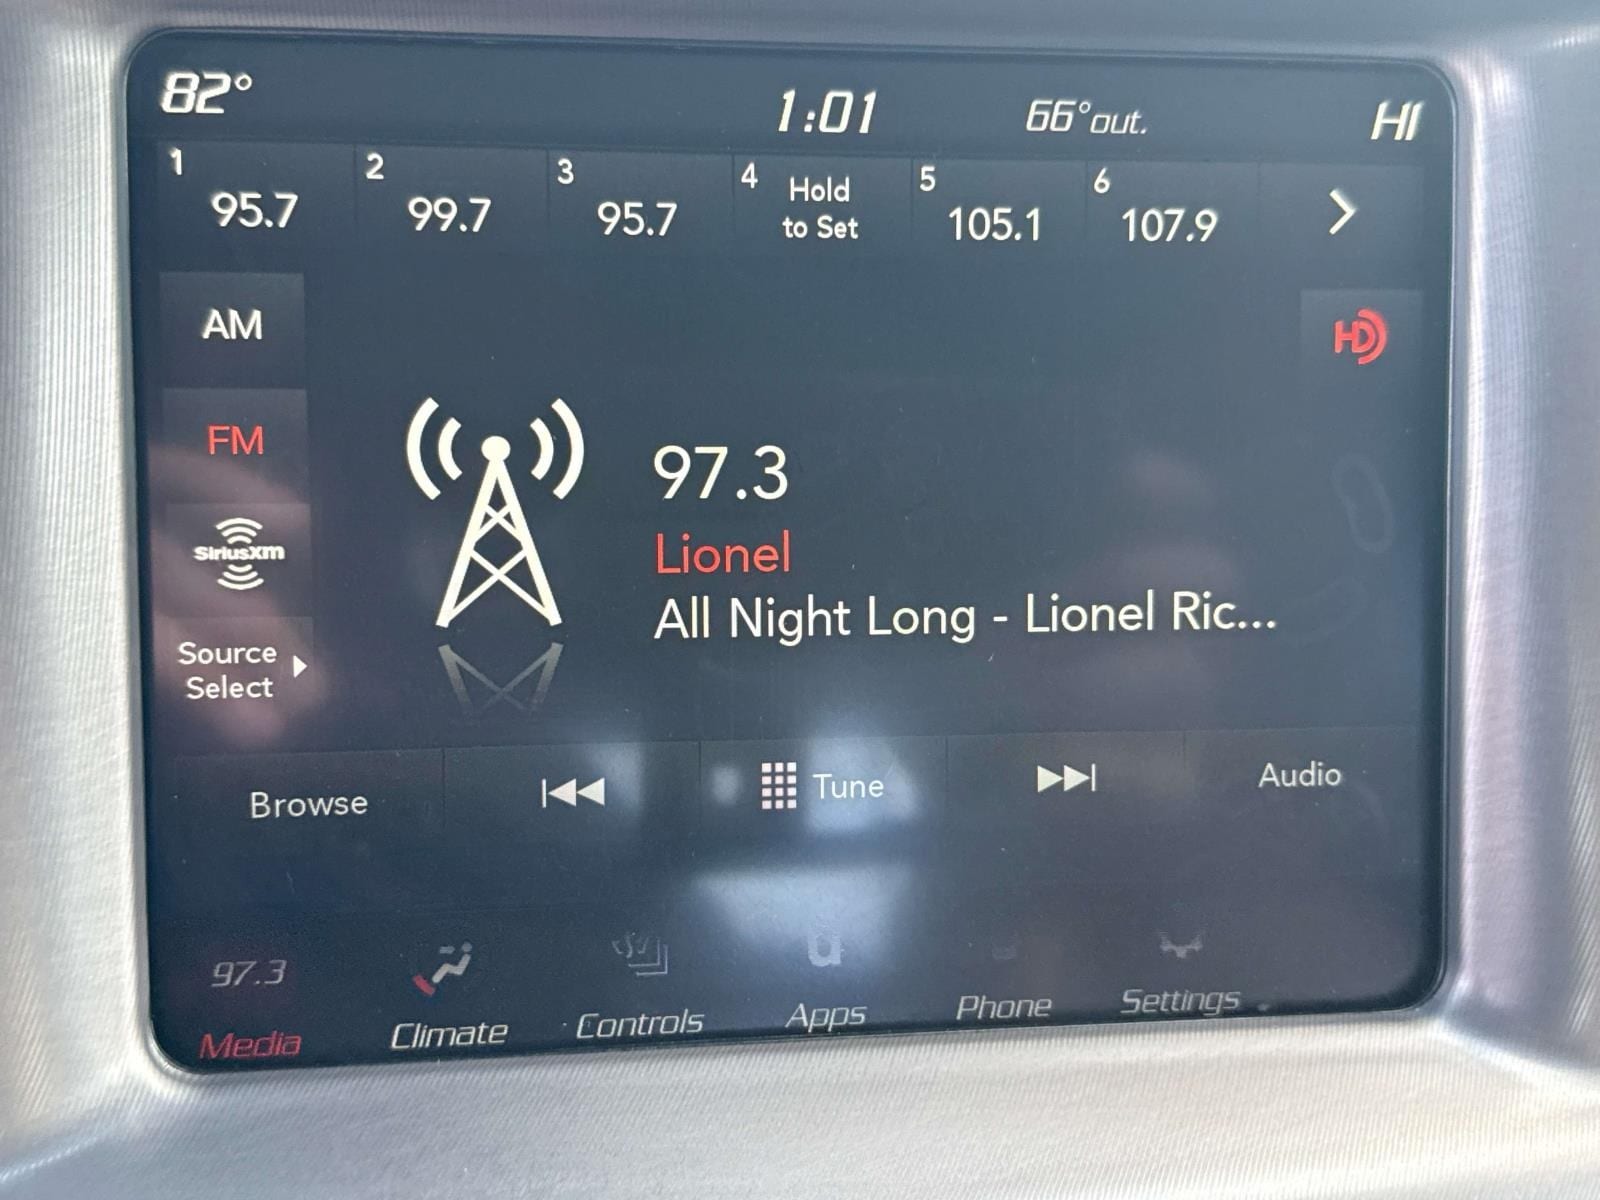 82° 1:01 66° out. HI
1 95.7 2 99.7 3 95.7 4 Hold to Set 5 105.1 6 107.9
AM
HD
FM
97.3
Lionel
SiriusXM
All Night Long - Lionel Ric...
Source
Select
Browse Tune Audio
97.3
Media Climate Controls Apps Phone Settings